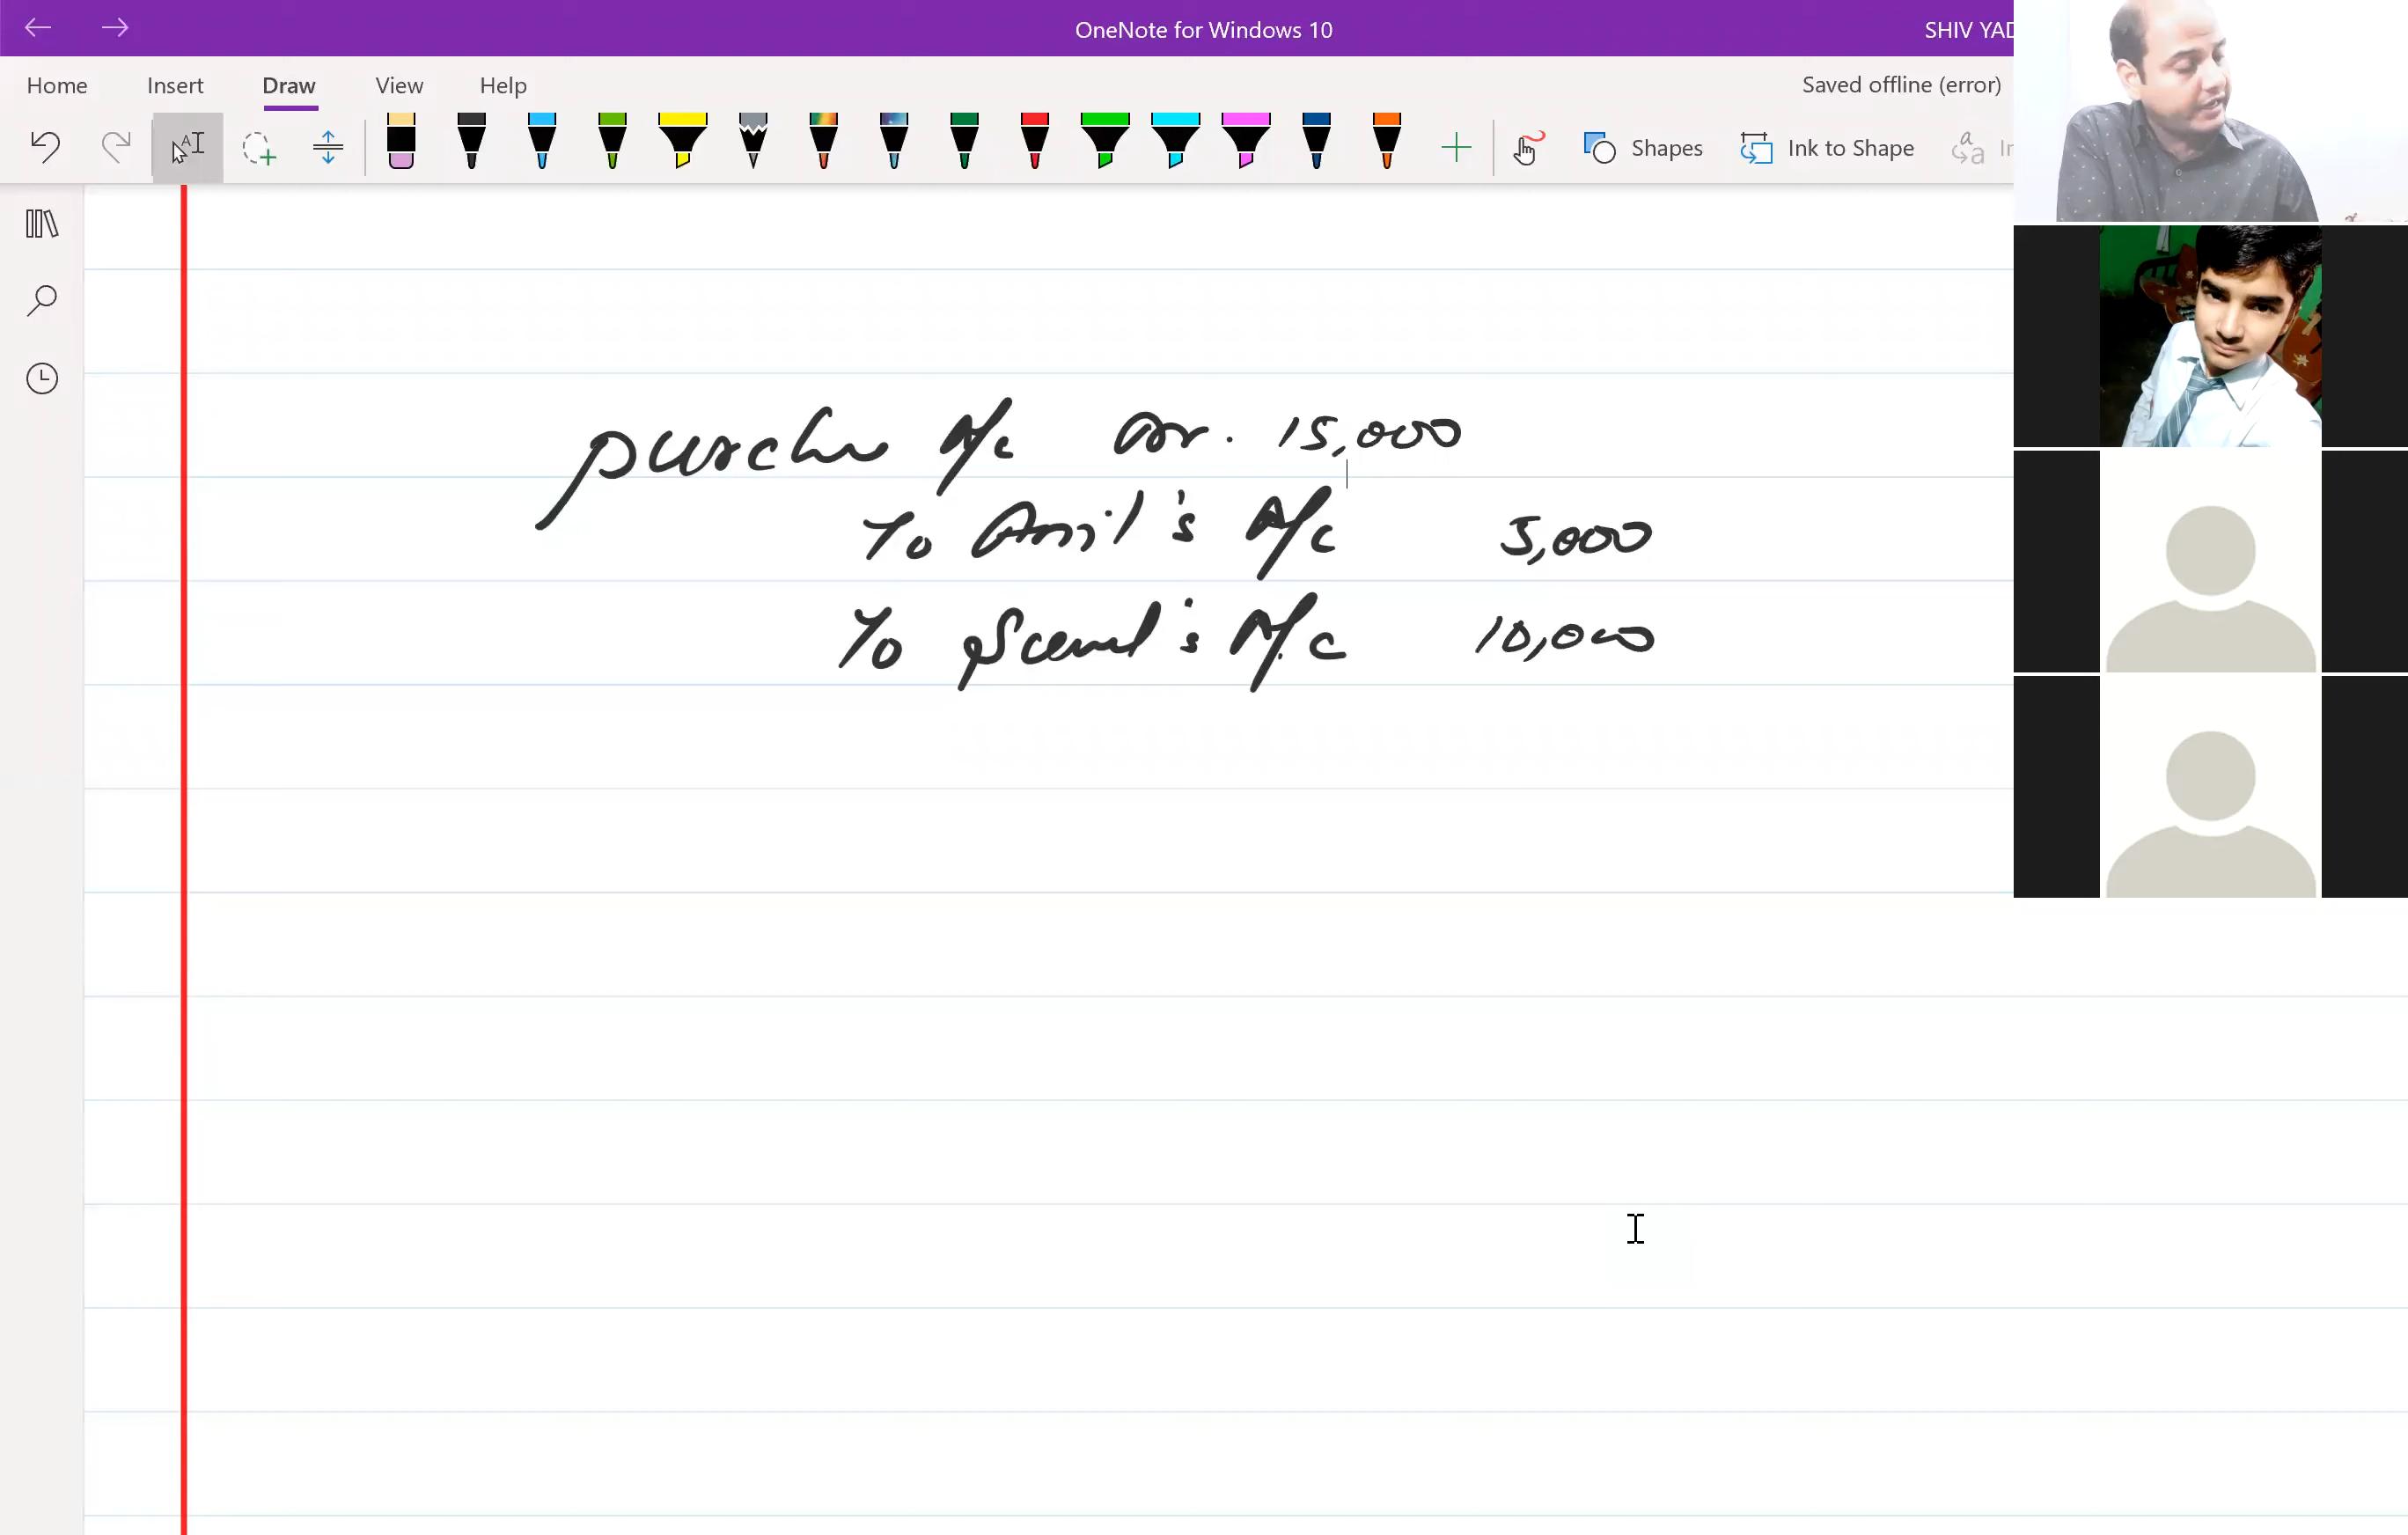 OneNote for Windows 10
SHIV YAD
Home Insert Draw View Help
Saved offline (error)
Shapes Ink to Shape In
purchase A/c Dr. 15,000
To Anil's A/c 5,000
To A/c 10,000